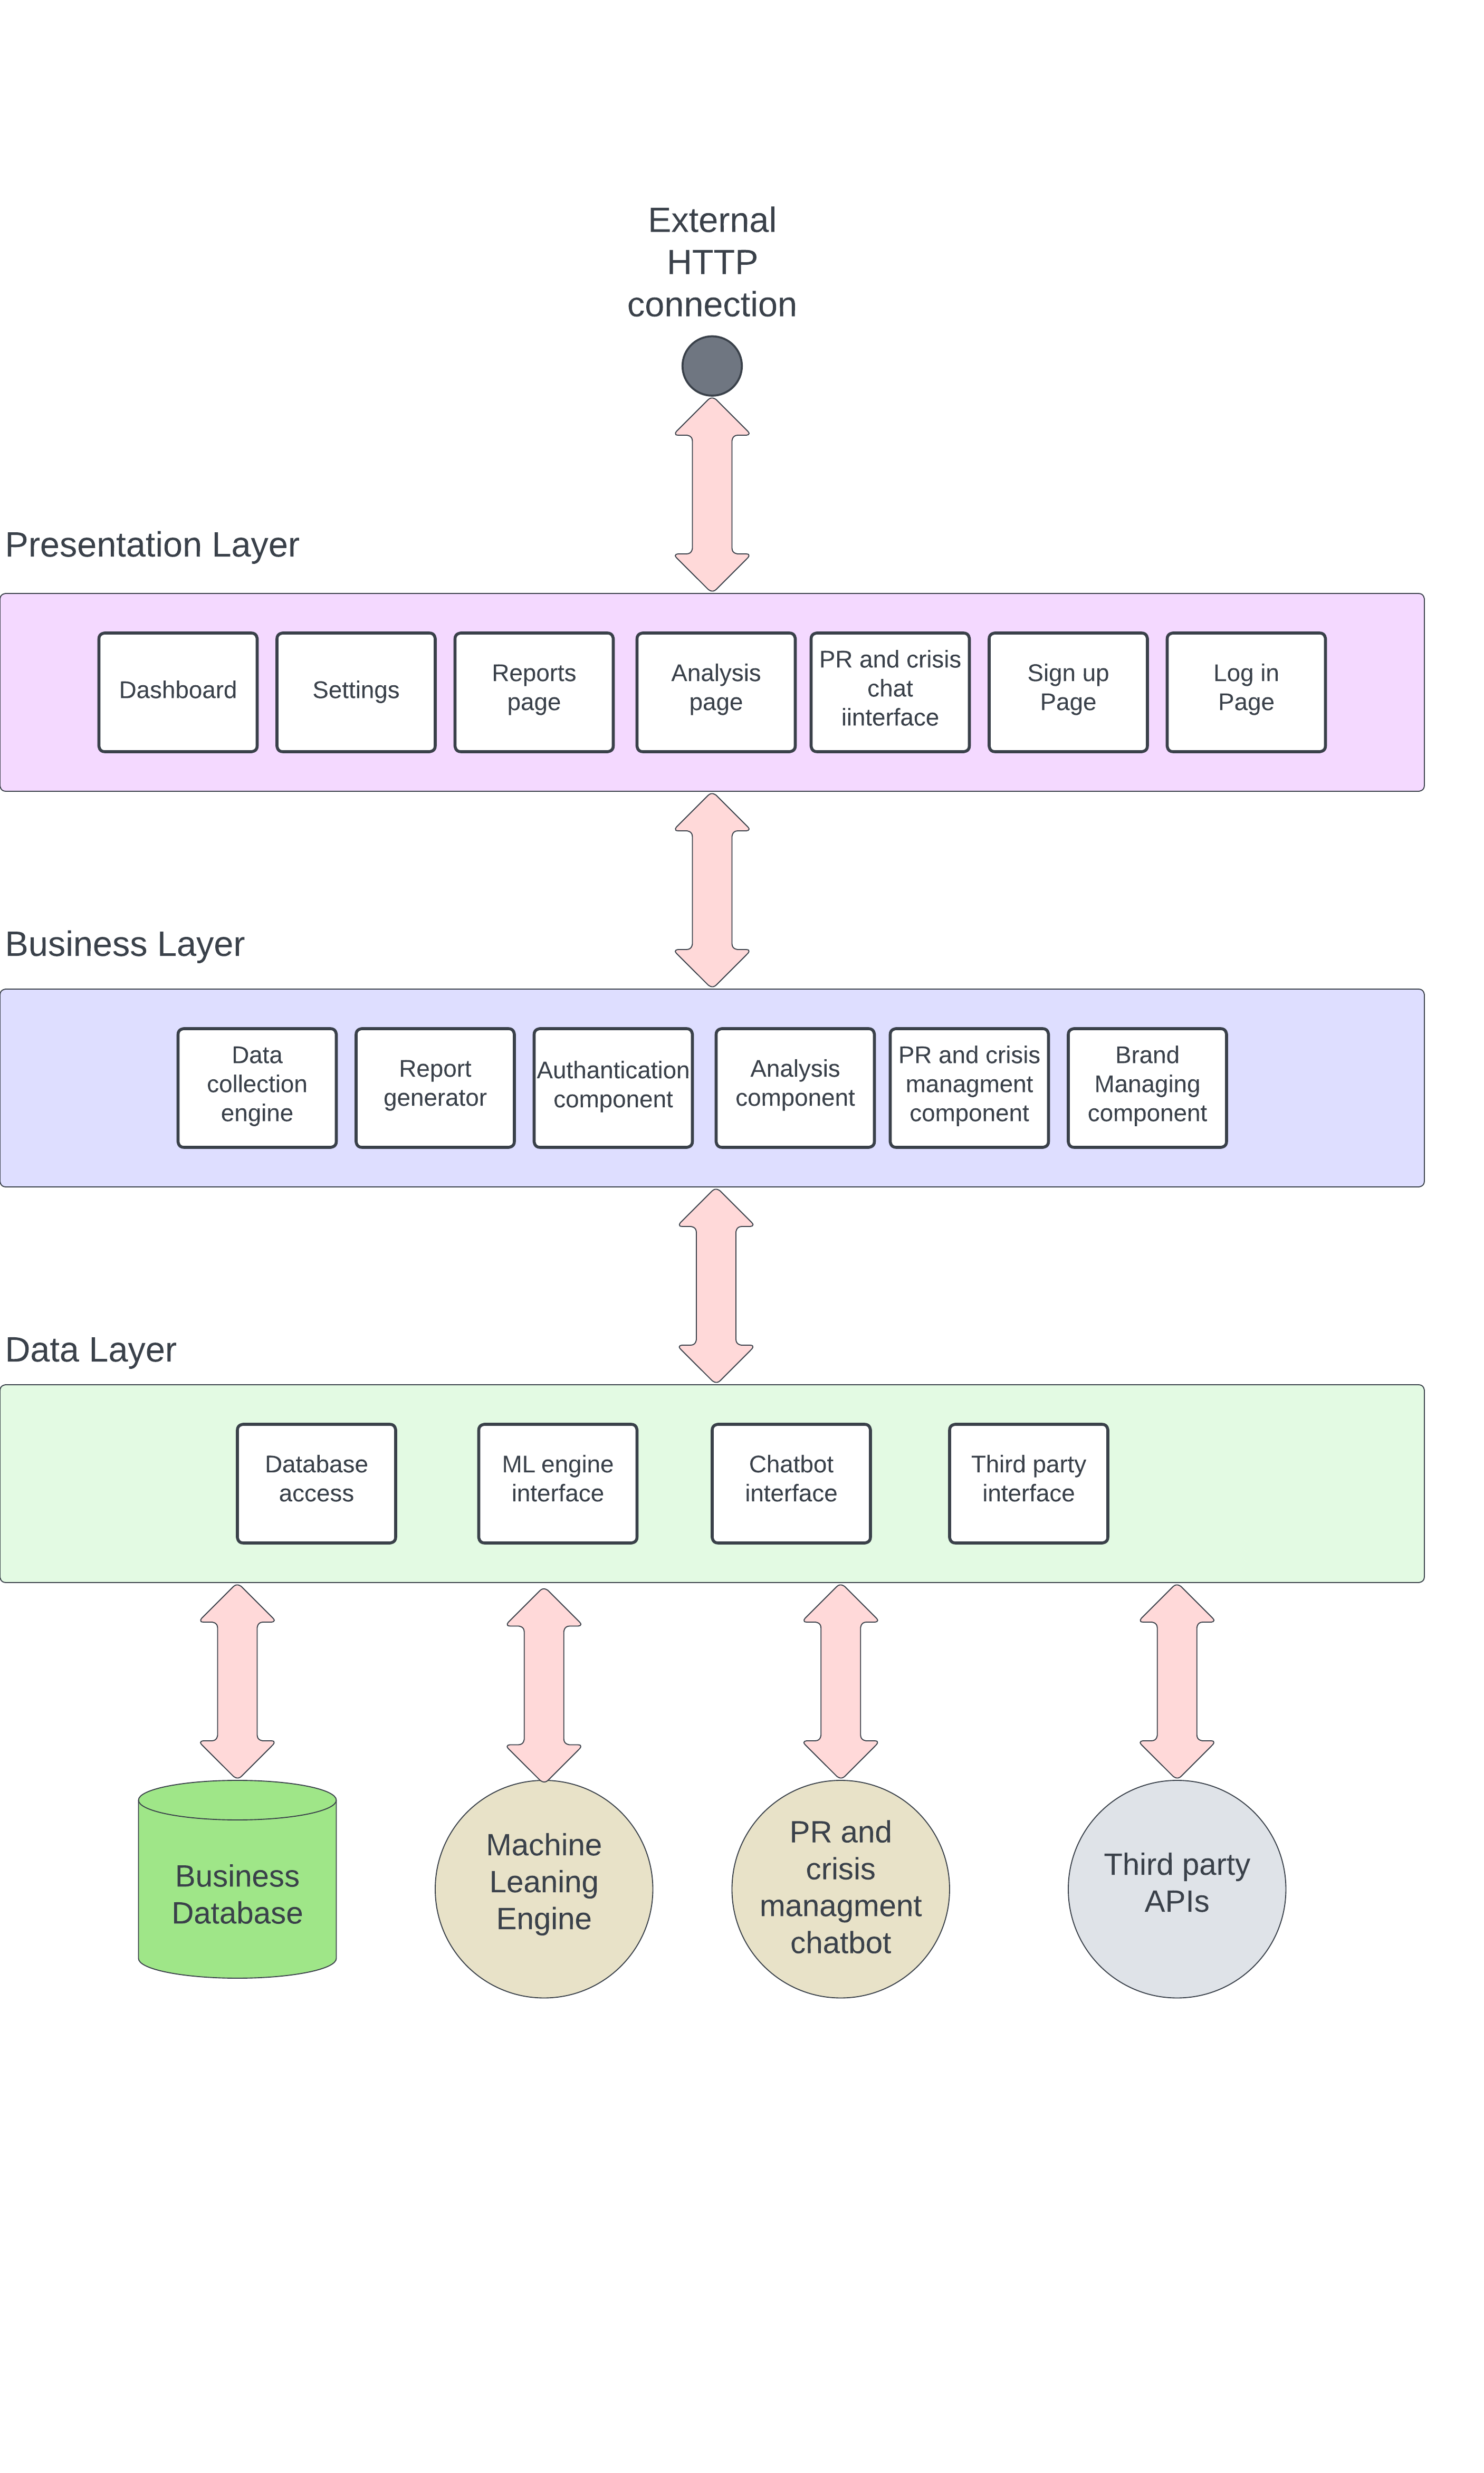 External
HTTP
connection
Presentation Layer
Dashboard
Settings
Reports
page
Analysis
page
PR and crisis
chat
iinterface
Sign up
Page
Log in
Page
Business Layer
Data
collection
engine
Report
generator
Authantication
component
Analysis
component
PR and crisis
managment
component
Brand
Managing
component
Data Layer
Database
access
ML engine
interface
Chatbot
interface
Third party
interface
Business
Database
Machine
Leaning
Engine
PR and
crisis
managment
chatbot
Third party
APIs